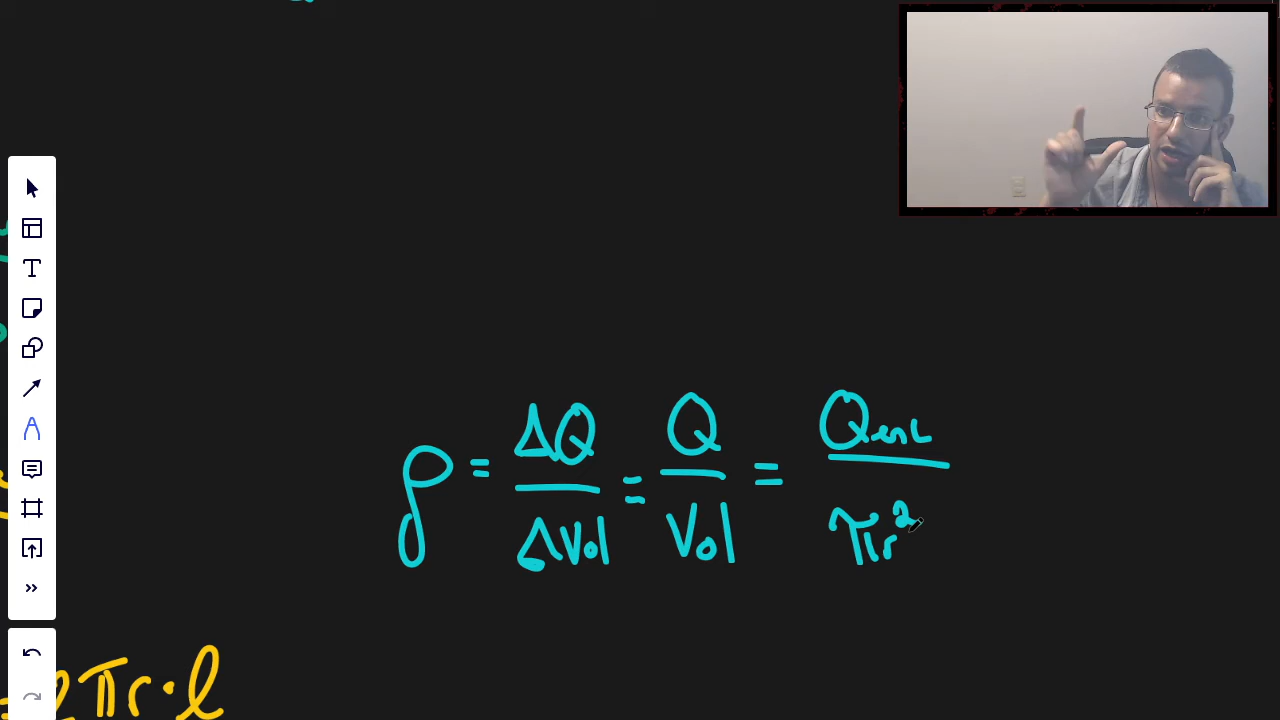 ρ = ΔQ/ΔVol = Q/Vol = Qenc/πr²
2πr·l
T